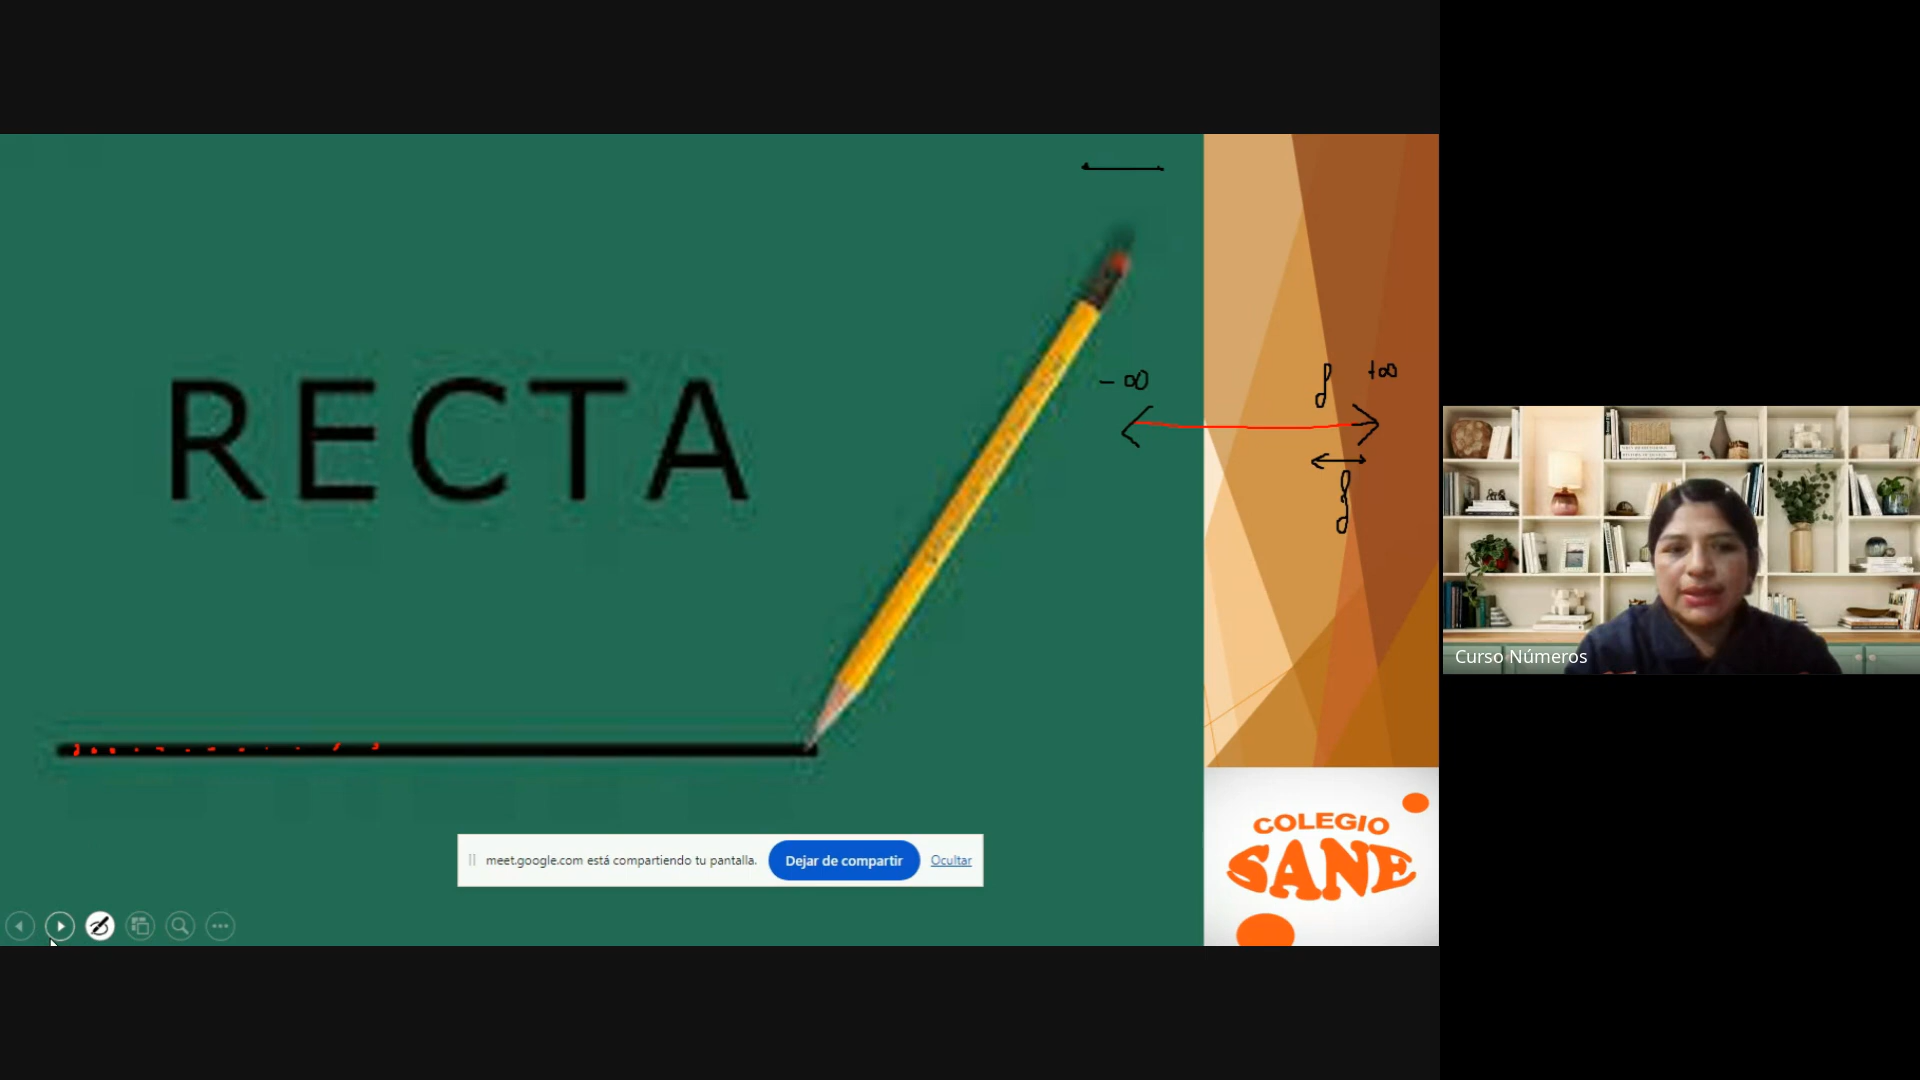 RECTA
- ∞
+∞
meet.google.com está compartiendo tu pantalla.
Dejar de compartir
Ocultar
COLEGIO
SANE
Curso Números